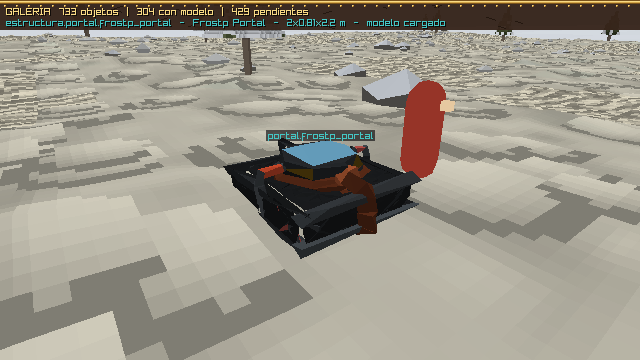 GALERIA 733 objetos | 304 con modelo | 429 pendientes
estructura.portal.frostp_portal - Frostp Portal - 2x0.81x2.2 m - modelo cargado
portal.frostp_portal